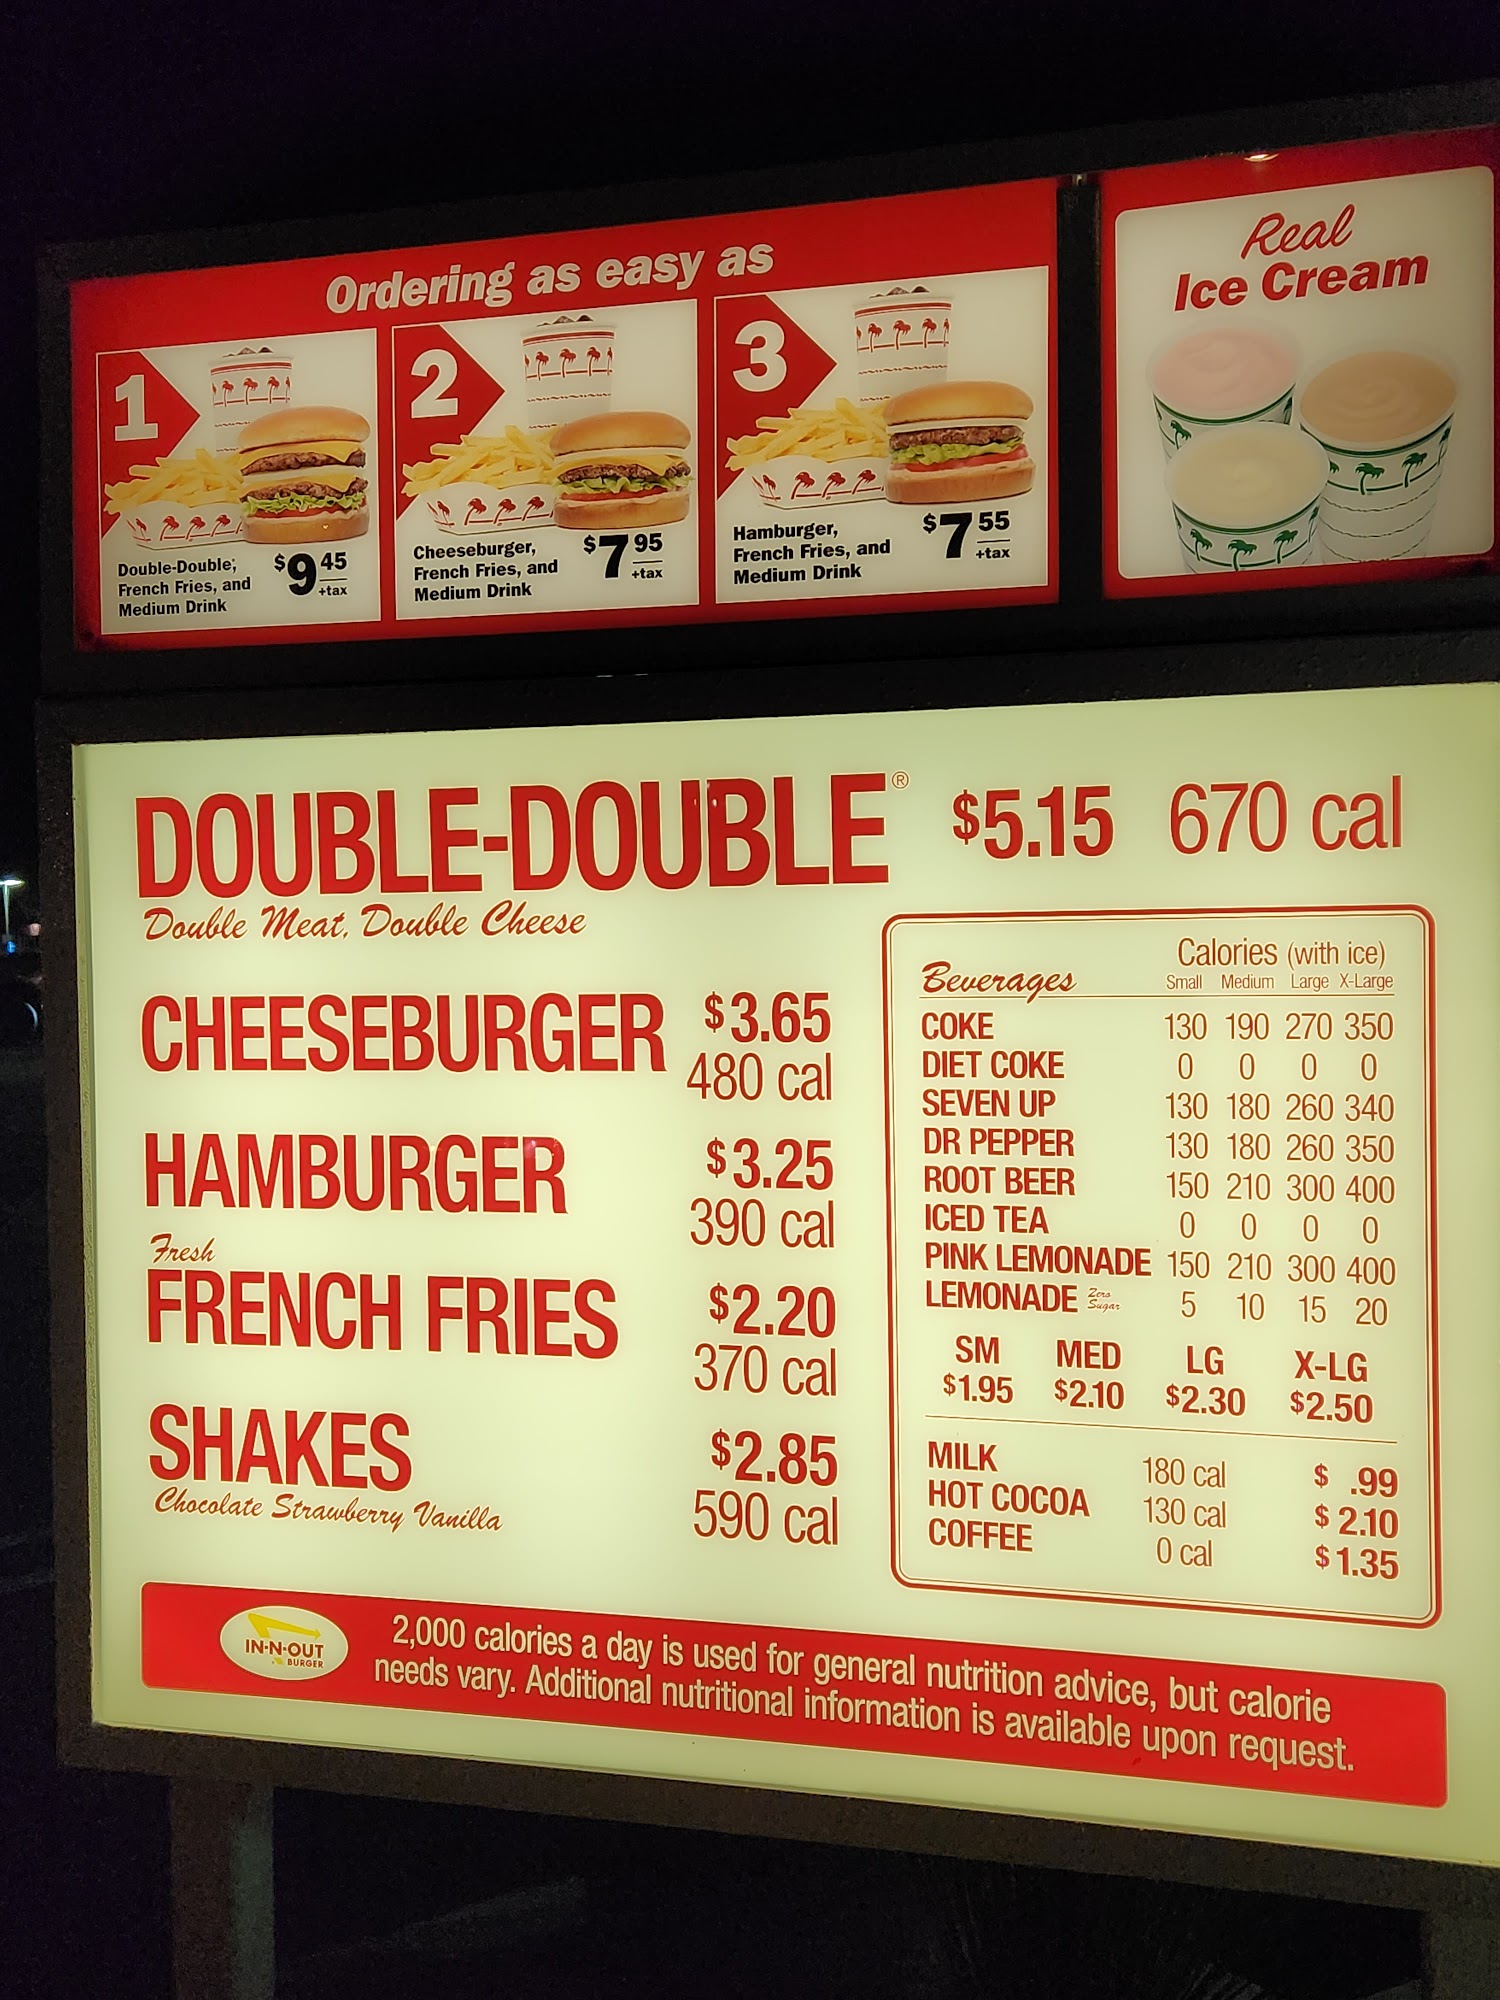 Ordering as easy as
1
Double-Double,
French Fries, and
Medium Drink
$9 45
+tax
2
Cheeseburger,
French Fries, and
Medium Drink
$7 95
+tax
3
Hamburger,
French Fries, and
Medium Drink
$7 55
+tax
Real
Ice Cream
DOUBLE-DOUBLE® $5.15 670 cal
Double Meat, Double Cheese
CHEESEBURGER $3.65
480 cal
HAMBURGER $3.25
390 cal
Fresh
FRENCH FRIES $2.20
370 cal
SHAKES $2.85
Chocolate Strawberry Vanilla 590 cal
Calories (with ice)
Beverages Small Medium Large X-Large
COKE 130 190 270 350
DIET COKE 0 0 0 0
SEVEN UP 130 180 260 340
DR PEPPER 130 180 260 350
ROOT BEER 150 210 300 400
ICED TEA 0 0 0 0
PINK LEMONADE 150 210 300 400
LEMONADE Zero Sugar 5 10 15 20
SM MED LG X-LG
$1.95 $2.10 $2.30 $2.50
MILK 180 cal $ .99
HOT COCOA 130 cal $2.10
COFFEE 0 cal $1.35
IN-N-OUT
BURGER
2,000 calories a day is used for general nutrition advice, but calorie
needs vary. Additional nutritional information is available upon request.